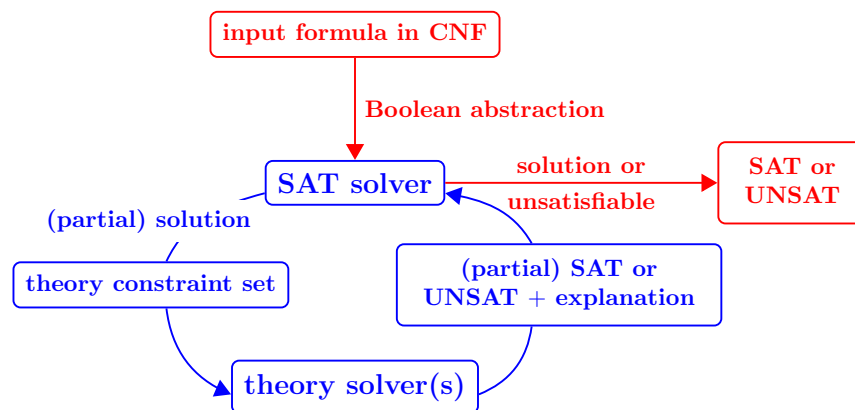 input formula in CNF
Boolean abstraction
SAT solver
solution or
unsatisfiable
SAT or
UNSAT
(partial) solution
theory constraint set
(partial) SAT or
UNSAT + explanation
theory solver(s)